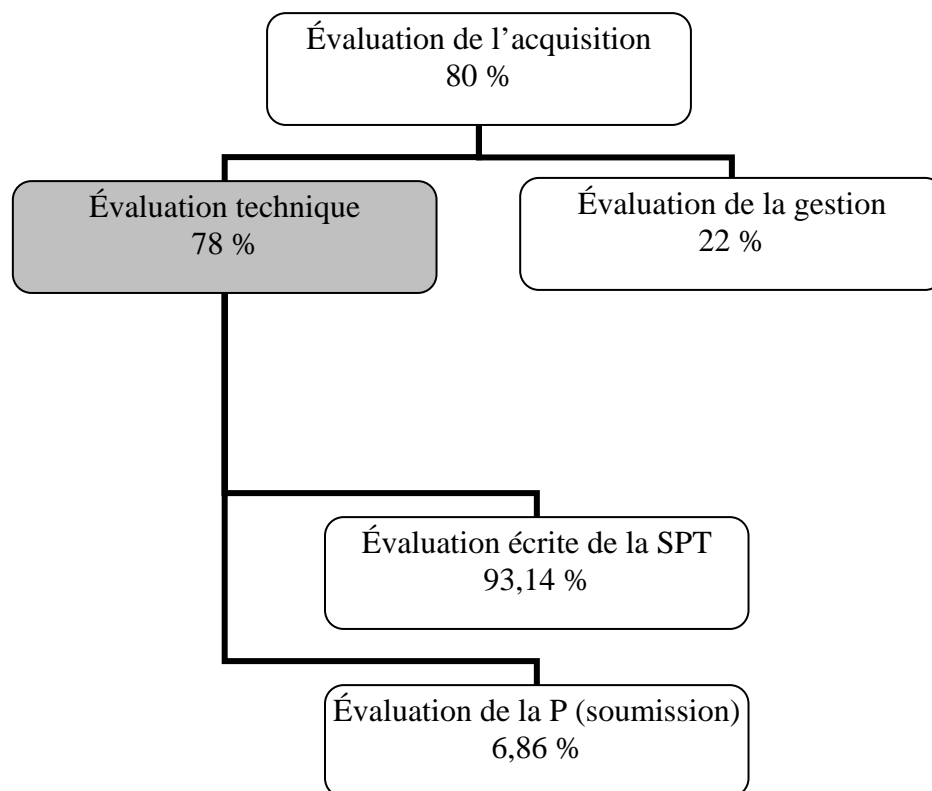 Évaluation de l’acquisition
80 %
Évaluation technique
78 %
Évaluation de la gestion
22 %
Évaluation écrite de la SPT
93,14 %
Évaluation de la P (soumission)
6,86 %